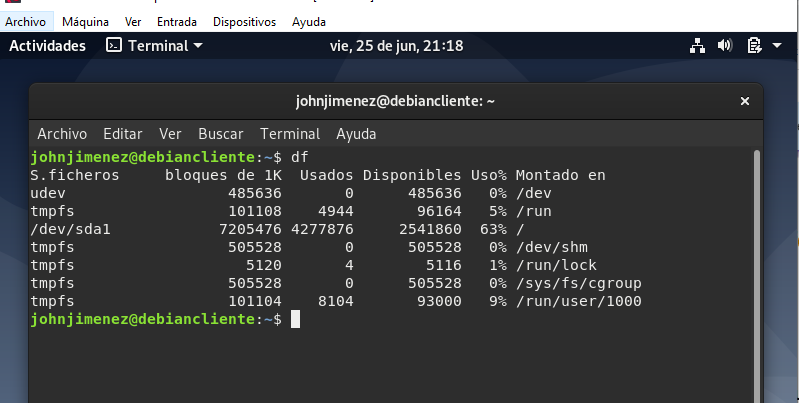 Archivo Máquina Ver Entrada Dispositivos Ayuda
Actividades Terminal vie, 25 de jun, 21:18
johnjimenez@debiancliente: ~
Archivo Editar Ver Buscar Terminal Ayuda
johnjimenez@debiancliente:~$ df
S.ficheros     bloques de 1K  Usados Disponibles Uso% Montado en
udev                  485636       0      485636   0% /dev
tmpfs                 101108    4944       96164   5% /run
/dev/sda1            7205476 4277876     2541860  63% /
tmpfs                 505528       0      505528   0% /dev/shm
tmpfs                   5120       4        5116   1% /run/lock
tmpfs                 505528       0      505528   0% /sys/fs/cgroup
tmpfs                 101104    8104       93000   9% /run/user/1000
johnjimenez@debiancliente:~$